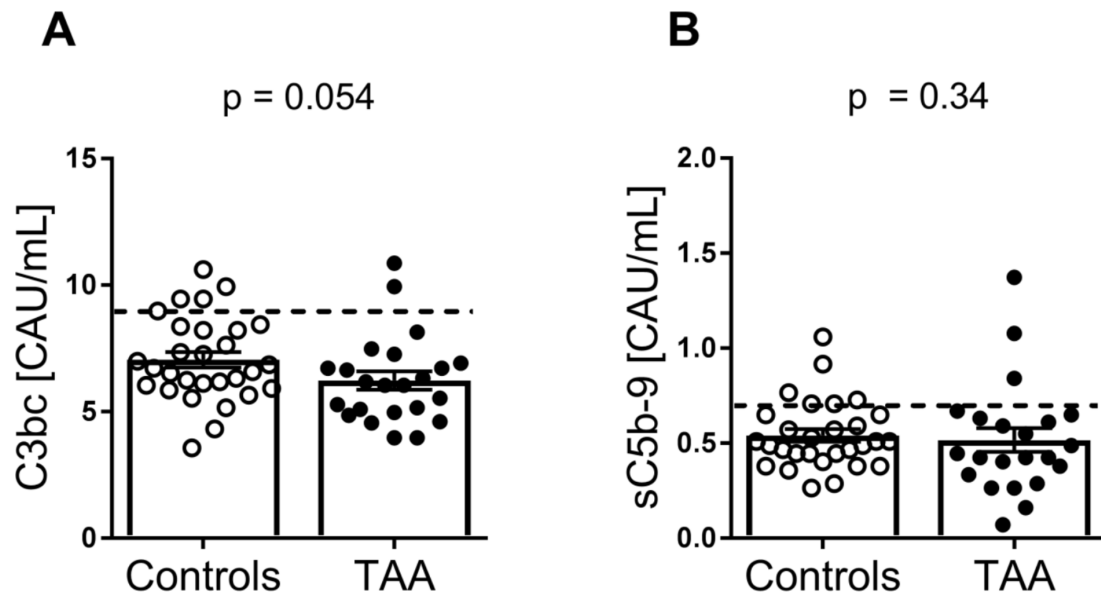 A
p = 0.054
C3bc [CAU/mL]
15
10
5
0
Controls
TAA
B
p = 0.34
sC5b-9 [CAU/mL]
2.0
1.5
1.0
0.5
0.0
Controls
TAA